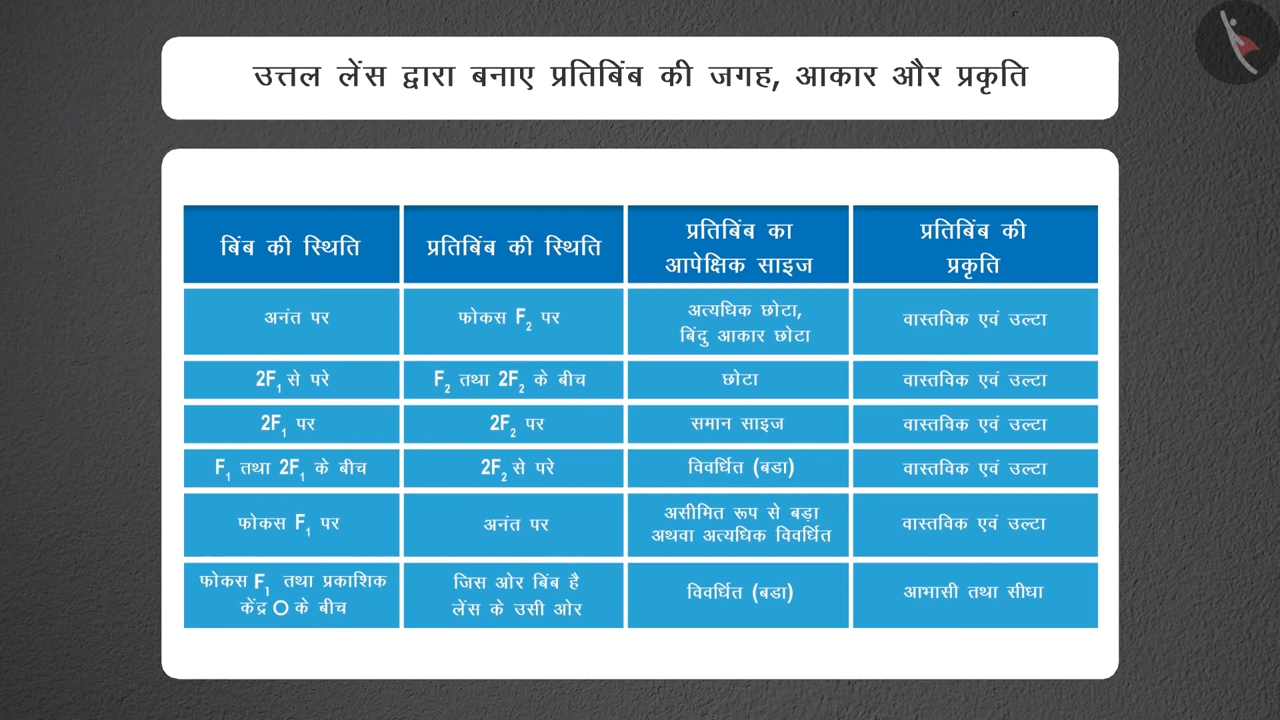 उत्तल लेंस द्वारा बनाए प्रतिबिंब की जगह, आकार और प्रकृति
बिंब की स्थिति
प्रतिबिंब की स्थिति
प्रतिबिंब का
आपेक्षिक साइज
प्रतिबिंब की
प्रकृति
अनंत पर
फोकस F₂ पर
अत्यधिक छोटा,
बिंदु आकार छोटा
वास्तविक एवं उल्टा
2F₁ से परे
F₂ तथा 2F₂ के बीच
छोटा
वास्तविक एवं उल्टा
2F₁ पर
2F₂ पर
समान साइज
वास्तविक एवं उल्टा
F₁ तथा 2F₁ के बीच
2F₂ से परे
विवर्धित (बडा)
वास्तविक एवं उल्टा
फोकस F₁ पर
अनंत पर
असीमित रूप से बड़ा
अथवा अत्यधिक विवर्धित
वास्तविक एवं उल्टा
फोकस F₁ तथा प्रकाशिक
केंद्र O के बीच
जिस ओर बिंब है
लेंस के उसी ओर
विवर्धित (बडा)
आभासी तथा सीधा